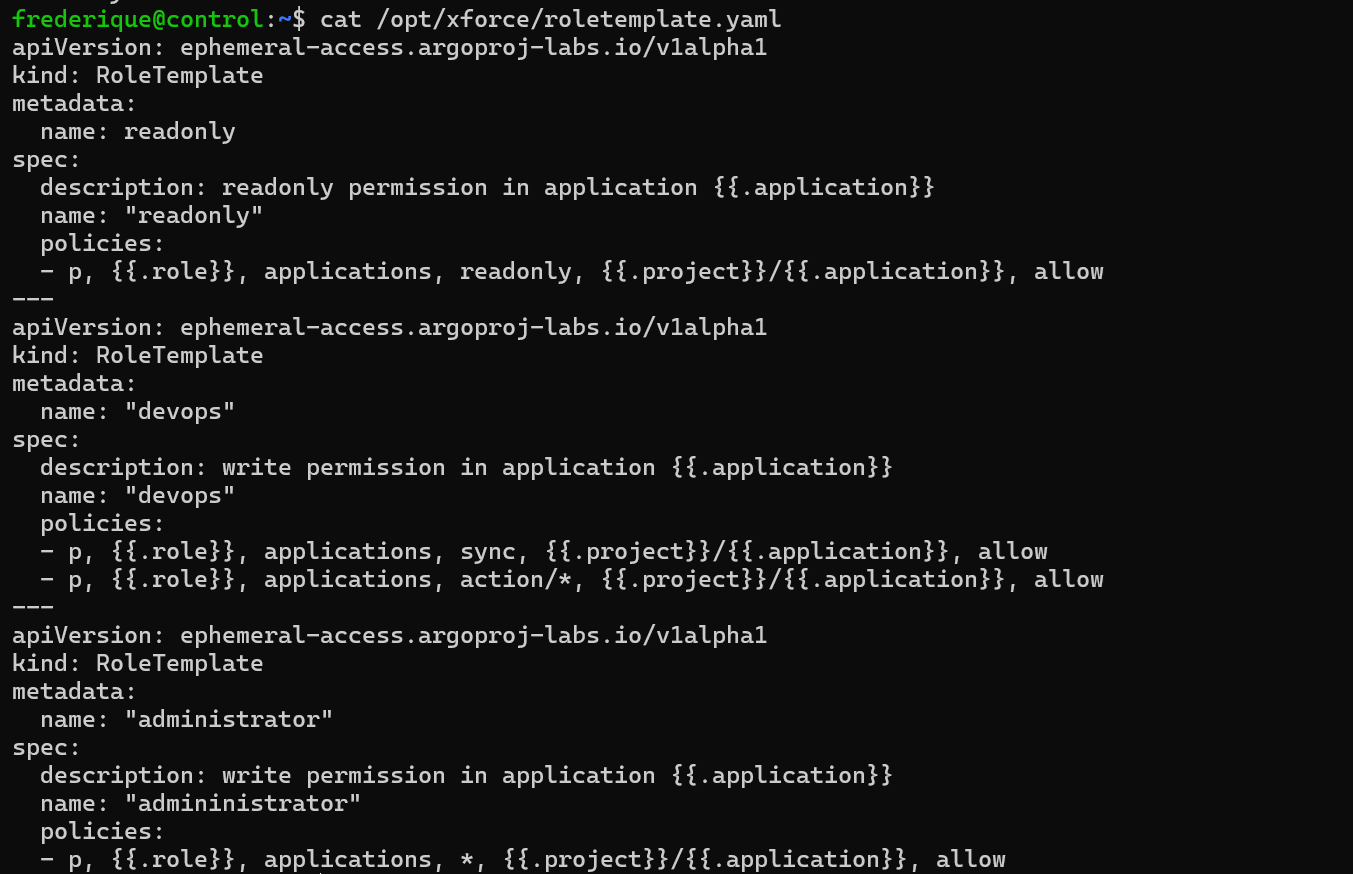 frederique@control:~$ cat /opt/xforce/roletemplate.yaml
apiVersion: ephemeral-access.argoproj-labs.io/v1alpha1
kind: RoleTemplate
metadata:
  name: readonly
spec:
  description: readonly permission in application {{.application}}
  name: "readonly"
  policies:
  - p, {{.role}}, applications, readonly, {{.project}}/{{.application}}, allow
---
apiVersion: ephemeral-access.argoproj-labs.io/v1alpha1
kind: RoleTemplate
metadata:
  name: "devops"
spec:
  description: write permission in application {{.application}}
  name: "devops"
  policies:
  - p, {{.role}}, applications, sync, {{.project}}/{{.application}}, allow
  - p, {{.role}}, applications, action/*, {{.project}}/{{.application}}, allow
---
apiVersion: ephemeral-access.argoproj-labs.io/v1alpha1
kind: RoleTemplate
metadata:
  name: "administrator"
spec:
  description: write permission in application {{.application}}
  name: "admininistrator"
  policies:
  - p, {{.role}}, applications, *, {{.project}}/{{.application}}, allow